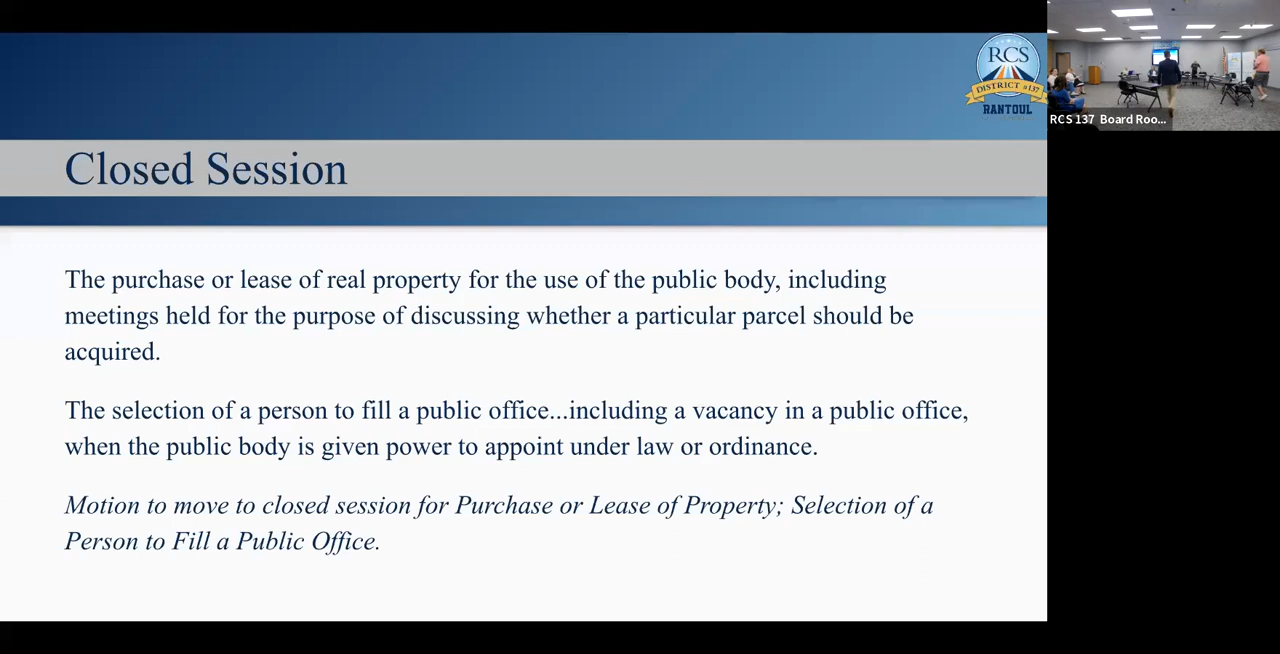 RCS
DISTRICT #137
RANTOUL
RCS 137 Board Roo...
Closed Session
The purchase or lease of real property for the use of the public body, including
meetings held for the purpose of discussing whether a particular parcel should be
acquired.
The selection of a person to fill a public office...including a vacancy in a public office,
when the public body is given power to appoint under law or ordinance.
Motion to move to closed session for Purchase or Lease of Property; Selection of a
Person to Fill a Public Office.